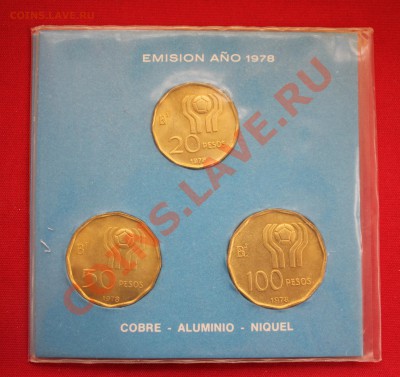 COINS.LAVE.RU
EMISION AÑO 1978
20
PESOS
1978
50
PESOS
1978
100
PESOS
1978
COBRE - ALUMINIO - NIQUEL
COINS.LAVE.RU